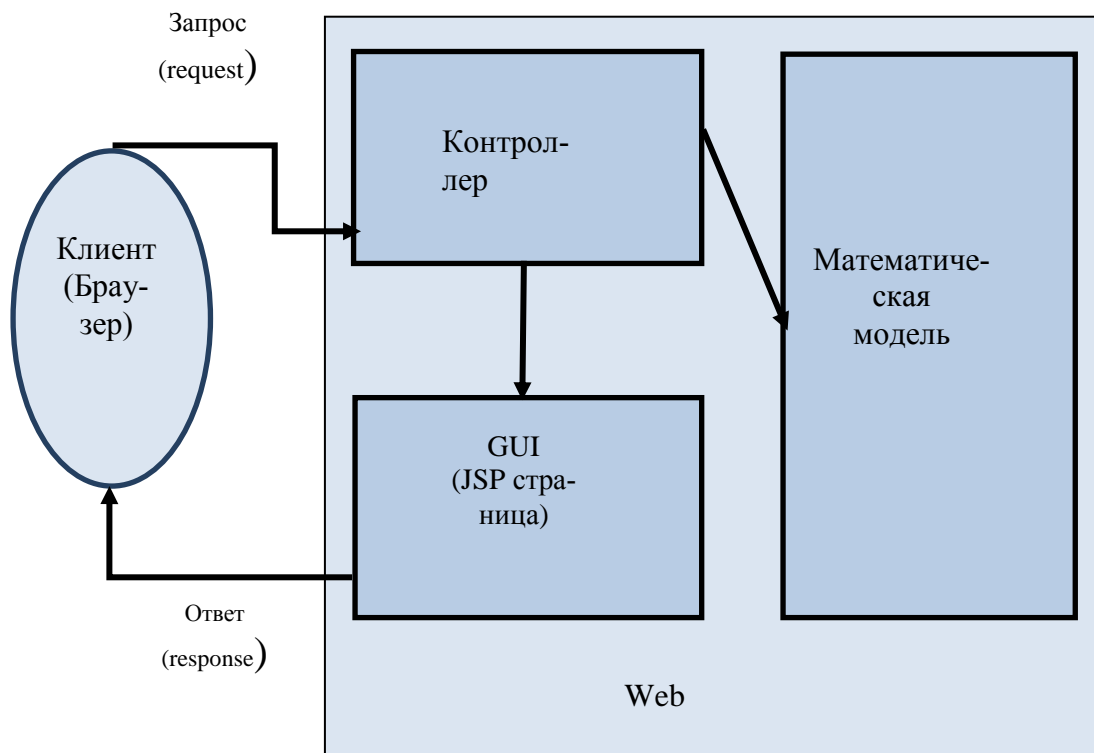 Запрос
(request)
Контрол-
лер
Клиент
(Брау-
зер)
Математиче-
ская
модель
GUI
(JSP стра-
ница)
Ответ
(response)
Web